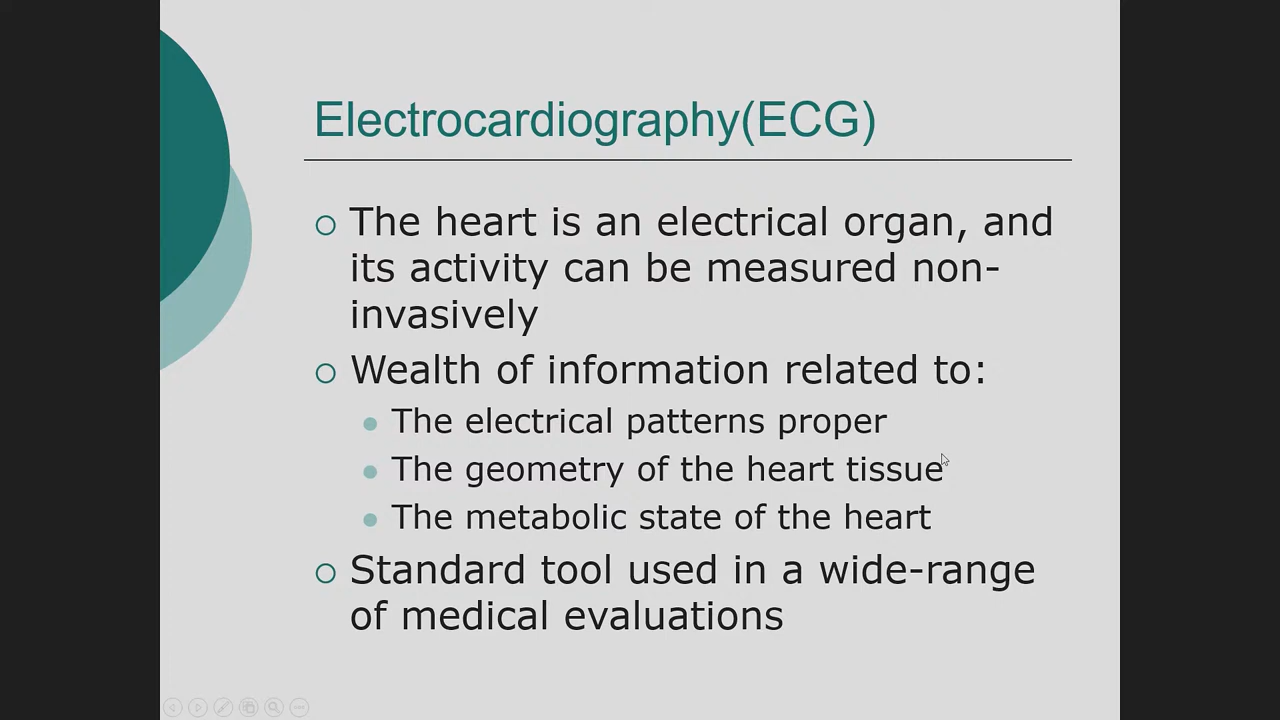 Electrocardiography(ECG)
The heart is an electrical organ, and
its activity can be measured non-
invasively
Wealth of information related to:
The electrical patterns proper
The geometry of the heart tissue
The metabolic state of the heart
Standard tool used in a wide-range
of medical evaluations